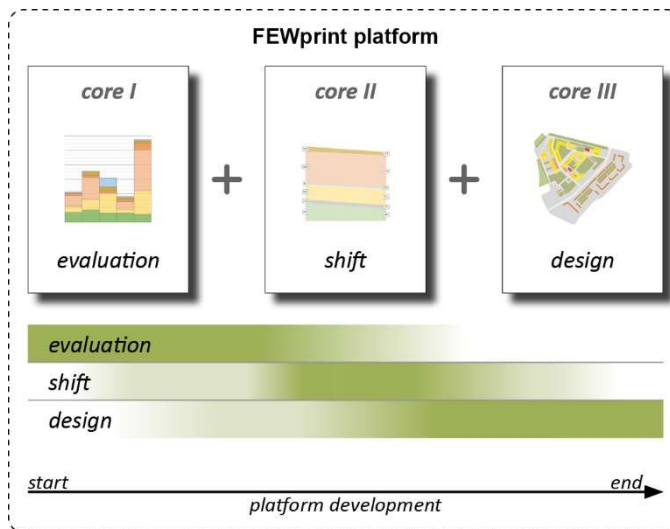 FEWprint platform
core I
core II
core III
+
+
evaluation
shift
design
evaluation
shift
design
start
end
platform development